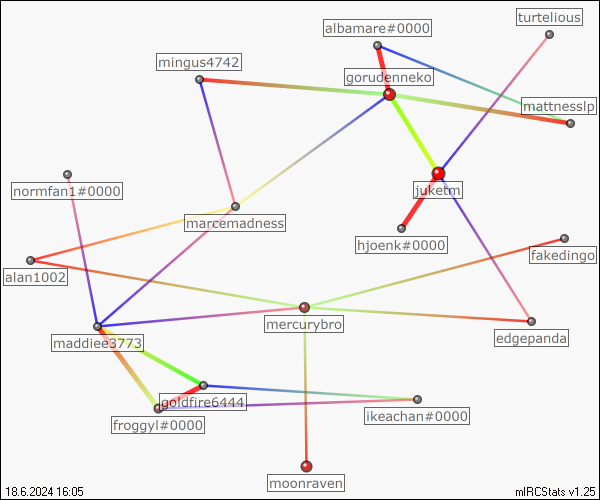 turtelious
albamare#0000
mingus4742
gorudenneko
mattnesslp
normfan1#0000
juketm
marcemadness
hjoenk#0000
fakedingo
alan1002
mercurybro
edgepanda
maddiee3773
goldfire6444
ikeachan#0000
froggyl#0000
moonraven
18.6.2024 16:05
mIRCStats v1.25